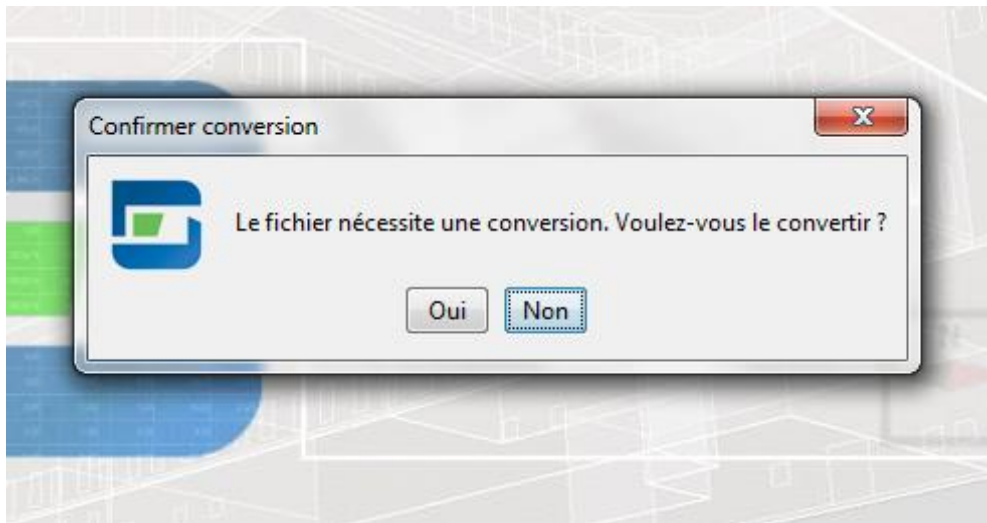 Confirmer conversion
Le fichier nécessite une conversion. Voulez-vous le convertir ?
Oui
Non